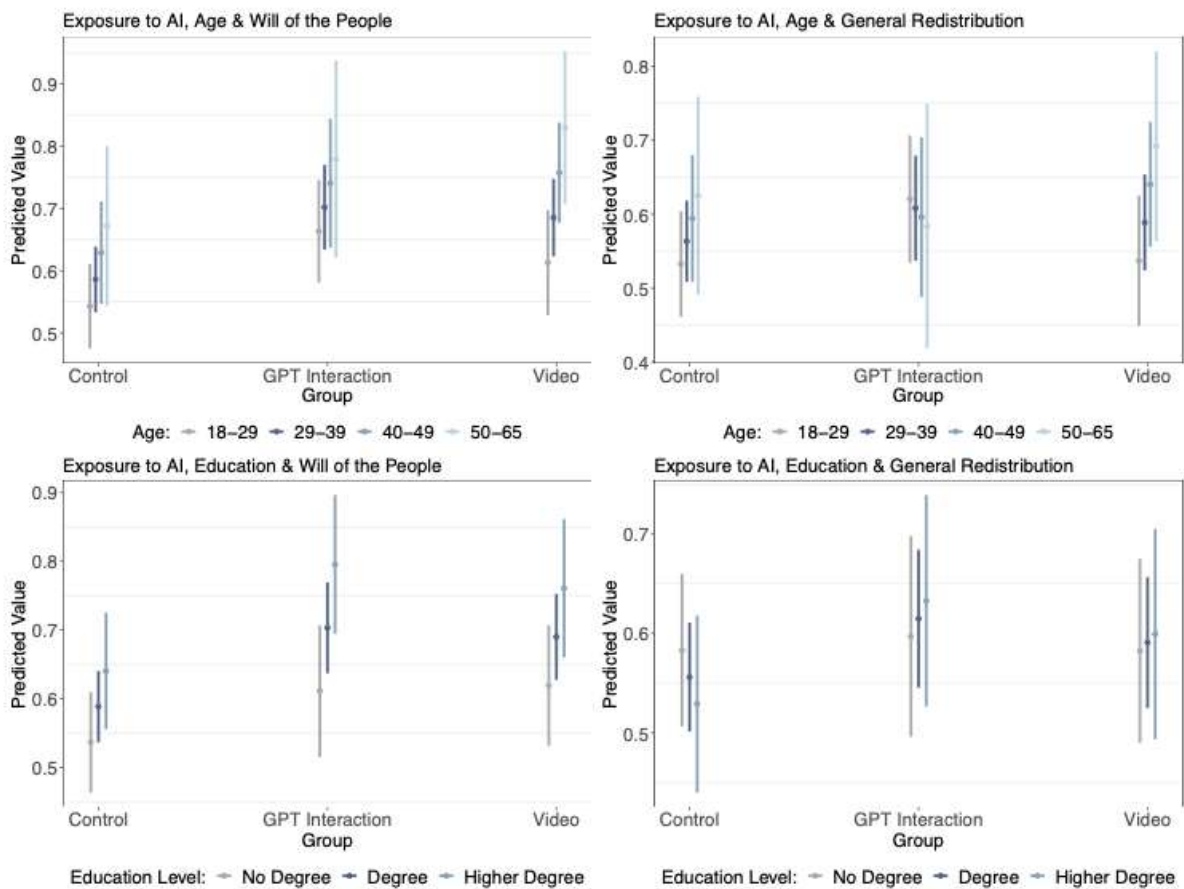 Exposure to AI, Age & Will of the People
Predicted Value
0.9
0.8
0.7
0.6
0.5
Control GPT Interaction Video
Group
Age: 18–29 29–39 40–49 50–65
Exposure to AI, Age & General Redistribution
Predicted Value
0.8
0.7
0.6
0.5
0.4
Control GPT Interaction Video
Group
Age: 18–29 29–39 40–49 50–65
Exposure to AI, Education & Will of the People
Predicted Value
0.9
0.8
0.7
0.6
0.5
Control GPT Interaction Video
Group
Education Level: No Degree Degree Higher Degree
Exposure to AI, Education & General Redistribution
Predicted Value
0.7
0.6
0.5
Control GPT Interaction Video
Group
Education Level: No Degree Degree Higher Degree